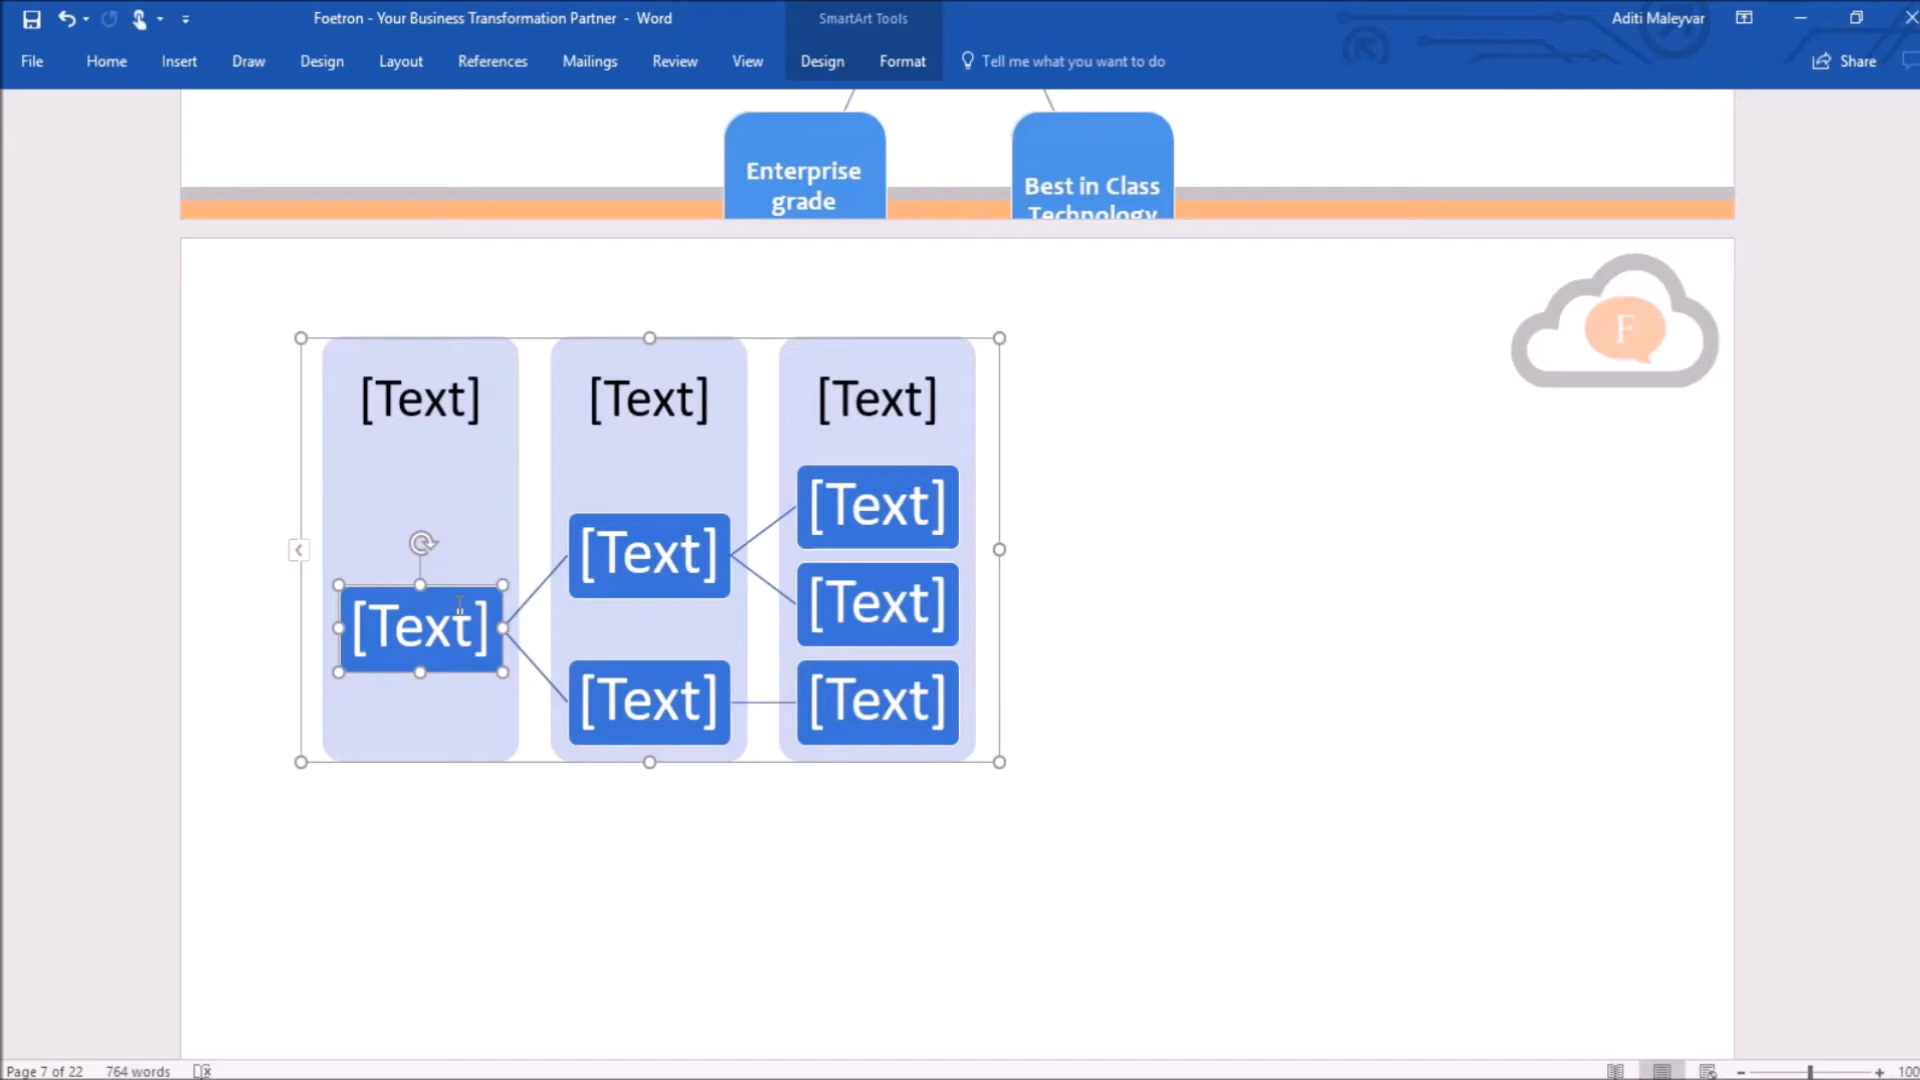 Foetron - Your Business Transformation Partner - Word
SmartArt Tools
Aditi Maleyvar
File Home Insert Draw Design Layout References Mailings Review View Design Format Tell me what you want to do Share
Enterprise
grade
Best in Class
Technology
F
[Text] [Text] [Text]
[Text]
[Text]
[Text]
[Text]
[Text] [Text]
Page 7 of 22 764 words
100